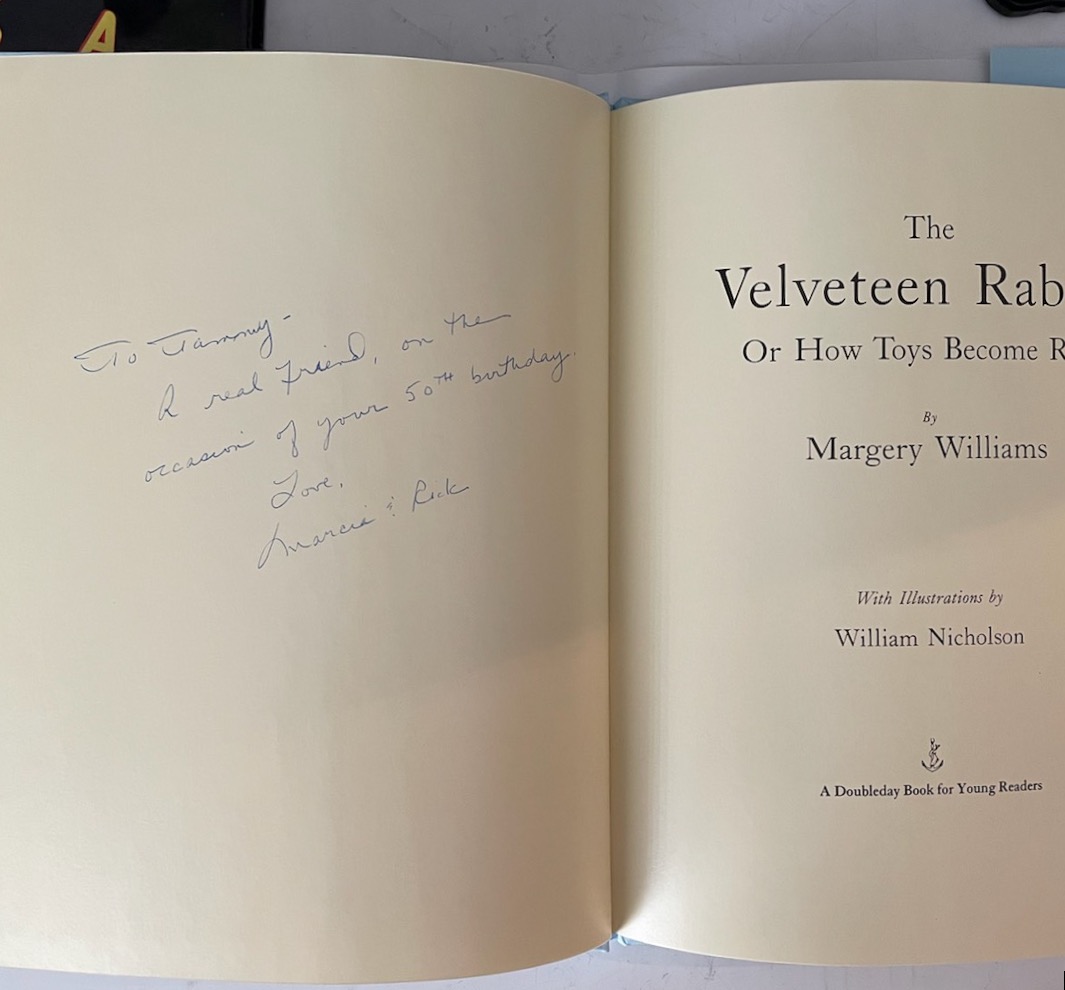 A
To Tammy -
A real friend, on the
occasion of your 50TH birthday.
Love,
Marcia & Rick
The
Velveteen Rab
Or How Toys Become R
By
Margery Williams
With Illustrations by
William Nicholson
A Doubleday Book for Young Readers